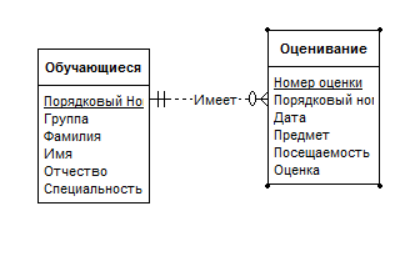 Обучающиеся
Порядковый Но
Группа
Фамилия
Имя
Отчество
Специальность
Имеет
Оценивание
Номер оценки
Порядковый но
Дата
Предмет
Посещаемость
Оценка